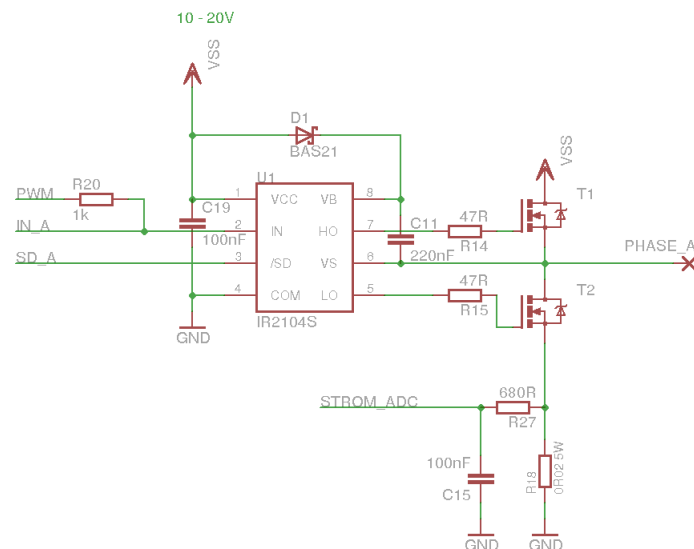 10 - 20V
VSS
D1
BAS21
VSS
T1
U1
R20
PWM
1k
IN_A
SD_A
C19
100nF
1
VCC
VB
8
2
IN
HO
7
3
/SD
VS
6
4
COM
LO
5
IR2104S
C11
220nF
47R
R14
PHASE_A
47R
R15
T2
GND
680R
STROM_ADC
R27
100nF
C15
R18
0R02 5W
GND
GND